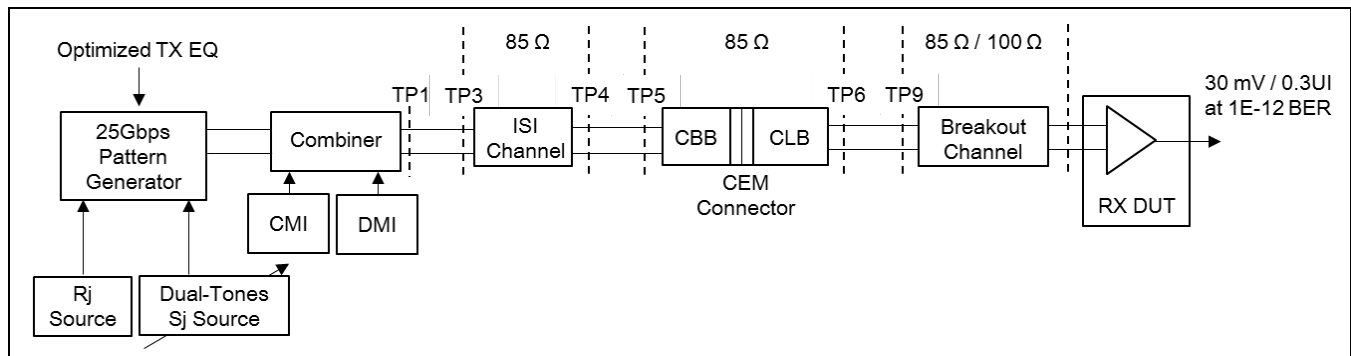 Optimized TX EQ
85 Ω
85 Ω
85 Ω / 100 Ω
TP1
TP3
TP4
TP5
TP6
TP9
30 mV / 0.3UI
at 1E-12 BER
25Gbps
Pattern
Generator
Combiner
ISI
Channel
CBB
CLB
Breakout
Channel
CEM
Connector
RX DUT
CMI
DMI
Rj
Source
Dual-Tones
Sj Source